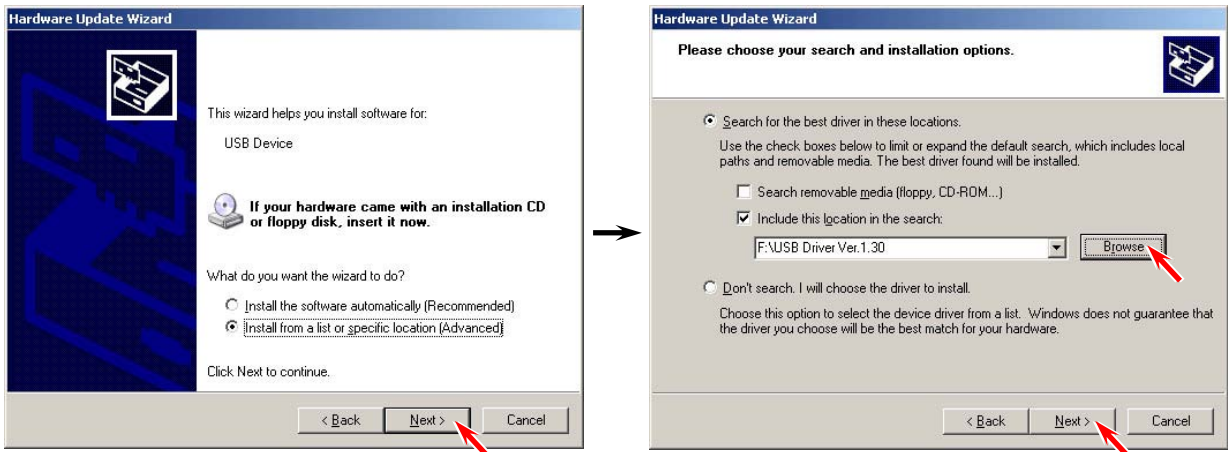 Hardware Update Wizard
This wizard helps you install software for:
USB Device
If your hardware came with an installation CD
or floppy disk, insert it now.
What do you want the wizard to do?
Install the software automatically (Recommended)
Install from a list or specific location (Advanced)
Click Next to continue.
< Back
Next >
Cancel
Hardware Update Wizard
Please choose your search and installation options.
Search for the best driver in these locations.
Use the check boxes below to limit or expand the default search, which includes local
paths and removable media. The best driver found will be installed.
Search removable media (floppy, CD-ROM...)
Include this location in the search:
F:\USB Driver Ver.1.30
Browse
Don't search. I will choose the driver to install.
Choose this option to select the device driver from a list.  Windows does not guarantee that
the driver you choose will be the best match for your hardware.
< Back
Next >
Cancel